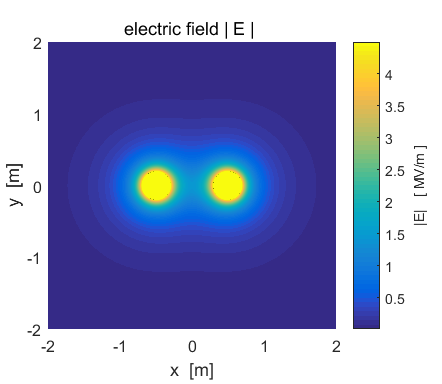 electric field | E |
2
1
0
-1
-2
y  [m]
-2 -1 0 1 2
x  [m]
4
3.5
3
2.5
2
1.5
1
0.5
|E|  [ MV/m ]